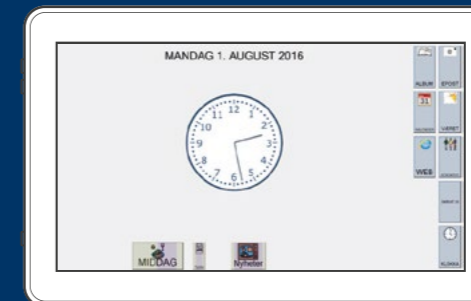 MANDAG 1. AUGUST 2016
ALBUM EPOST
31
12
11 1
10 2
9 3
8 4
7 5
6
VÆRET
WEB
MIDDAG
Nyheter
KLOKKA